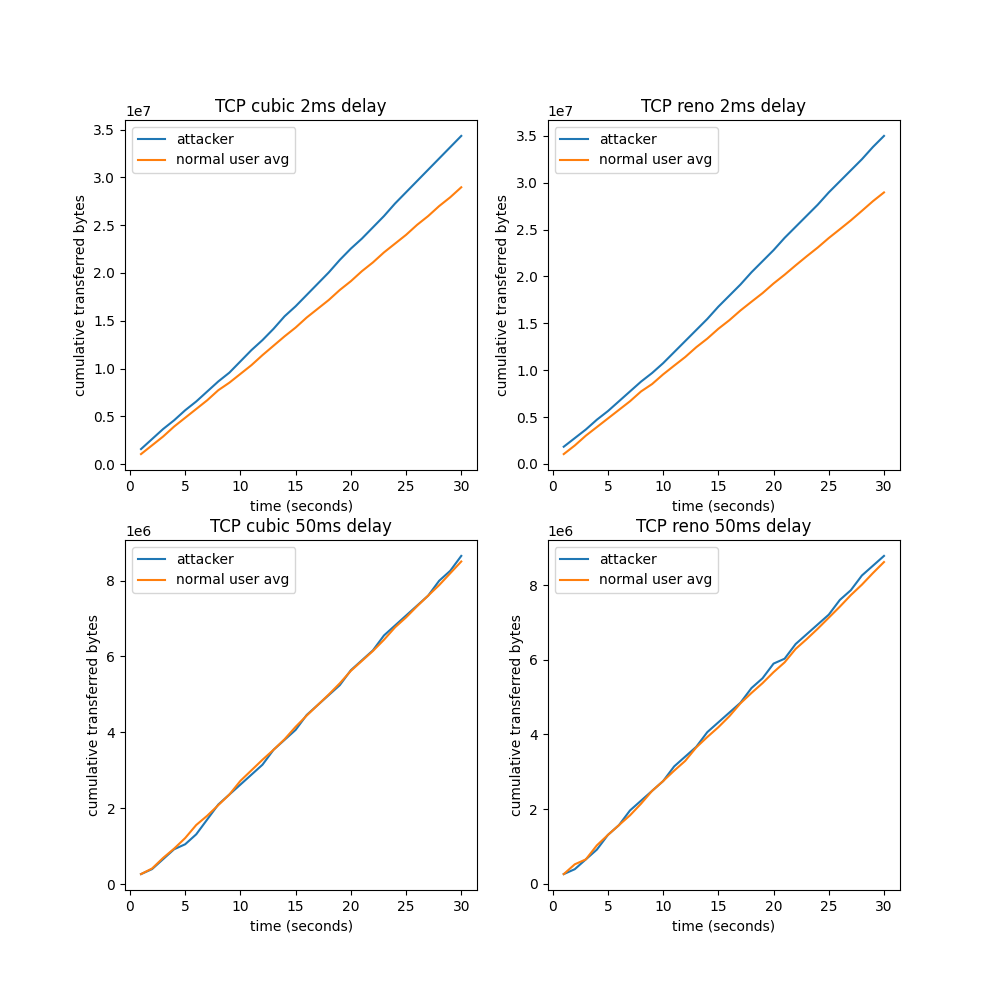 TCP cubic 2ms delay
1e7
attacker
normal user avg
cumulative transferred bytes
3.5
3.0
2.5
2.0
1.5
1.0
0.5
0.0
0 5 10 15 20 25 30
time (seconds)
TCP reno 2ms delay
1e7
attacker
normal user avg
cumulative transferred bytes
3.5
3.0
2.5
2.0
1.5
1.0
0.5
0.0
0 5 10 15 20 25 30
time (seconds)
TCP cubic 50ms delay
1e6
attacker
normal user avg
cumulative transferred bytes
8
6
4
2
0
0 5 10 15 20 25 30
time (seconds)
TCP reno 50ms delay
1e6
attacker
normal user avg
cumulative transferred bytes
8
6
4
2
0
0 5 10 15 20 25 30
time (seconds)